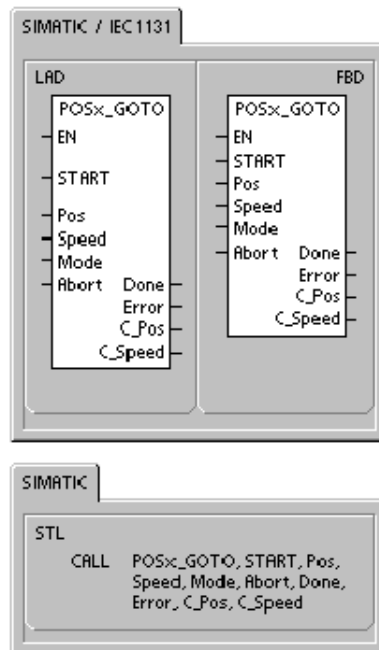 SIMATIC / IEC1131
LAD
POSx_GOTO
EN
START
Pos
Speed
Mode
Abort Done
Error
C_Pos
C_Speed
FBD
POSx_GOTO
EN
START
Pos
Speed
Mode
Abort Done
Error
C_Pos
C_Speed
SIMATIC
STL
CALL POSx_GOTO, START, Pos,
Speed, Mode, Abort, Done,
Error, C_Pos, C_Speed